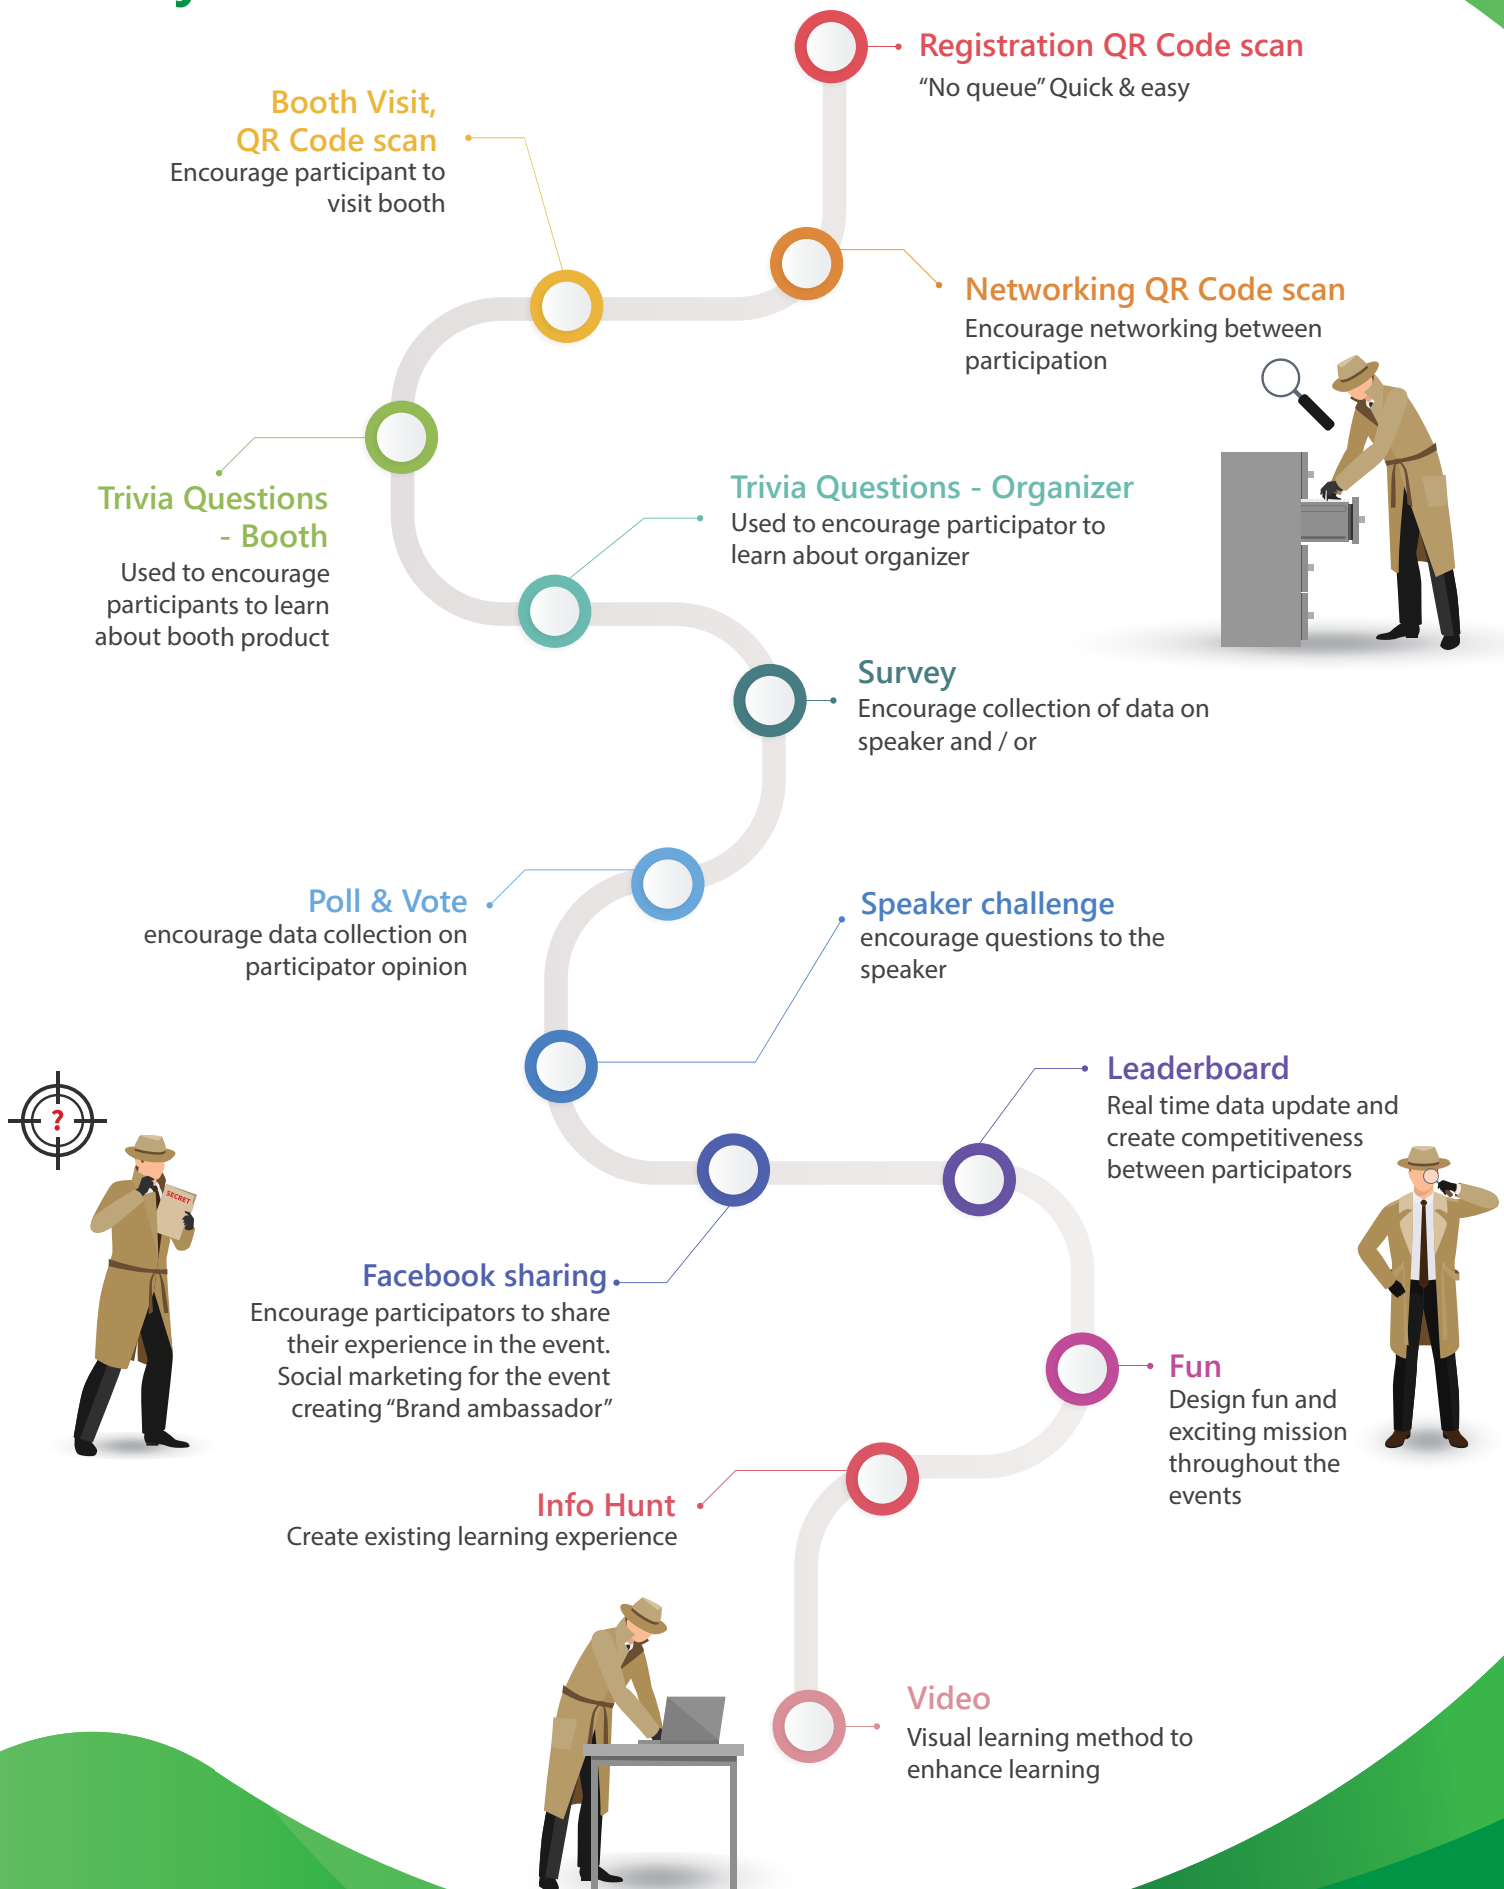 Registration QR Code scan
“No queue” Quick & easy
Booth Visit,
QR Code scan
Encourage participant to
visit booth
Networking QR Code scan
Encourage networking between
participation
Trivia Questions
- Booth
Used to encourage
participants to learn
about booth product
Trivia Questions - Organizer
Used to encourage participator to
learn about organizer
Survey
Encourage collection of data on
speaker and / or
Poll & Vote
encourage data collection on
participator opinion
Speaker challenge
encourage questions to the
speaker
Leaderboard
Real time data update and
create competitiveness
between participators
?
SECRET
Facebook sharing
Encourage participators to share
their experience in the event.
Social marketing for the event
creating “Brand ambassador”
Fun
Design fun and
exciting mission
throughout the
events
Info Hunt
Create existing learning experience
Video
Visual learning method to
enhance learning